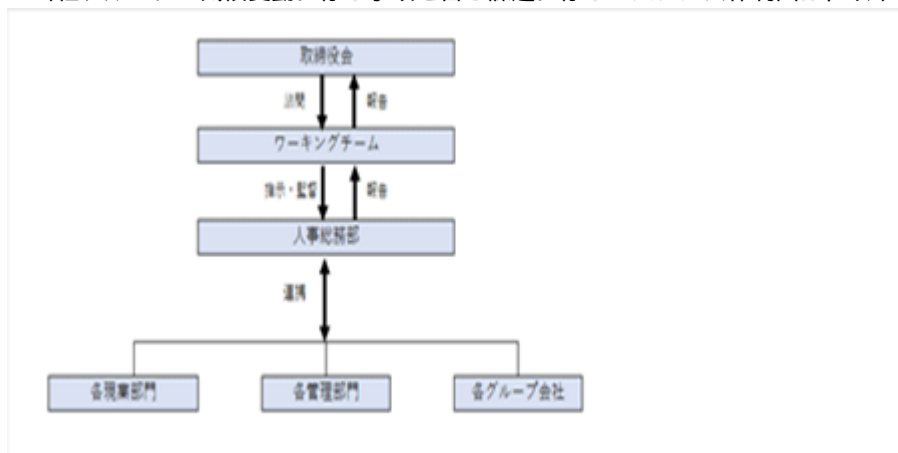 取締役会
諮問
報告
ワーキングチーム
指示・監督
報告
人事総務部
連携
各現業部門
各管理部門
各グループ会社